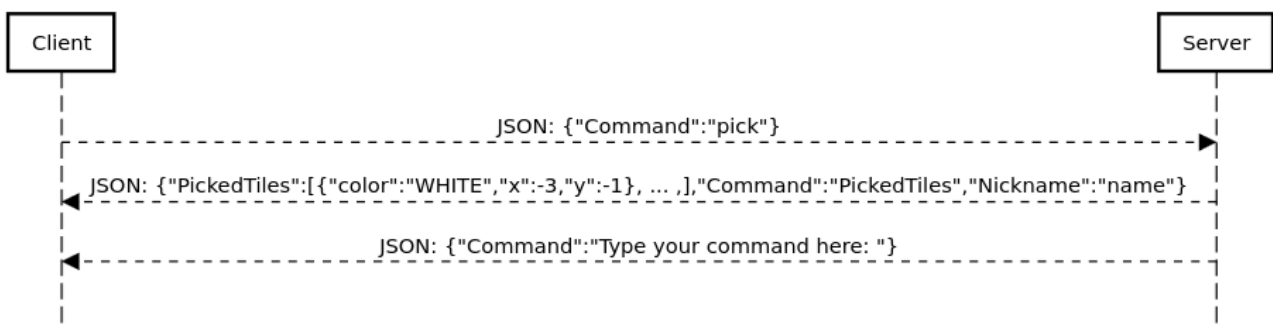 Client
Server
JSON: {"Command":"pick"}
JSON: {"PickedTiles":[{"color":"WHITE","x":-3,"y":-1}, ... ,],"Command":"PickedTiles","Nickname":"name"}
JSON: {"Command":"Type your command here: "}